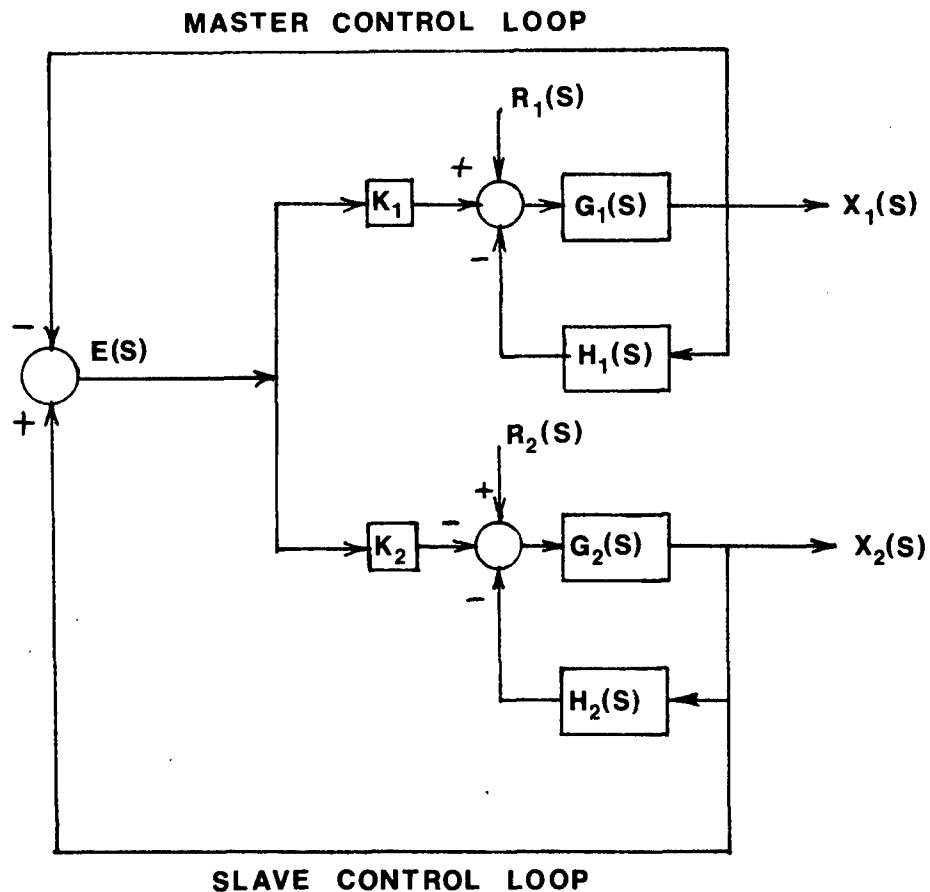 MASTER CONTROL LOOP
R₁(S)
+
K₁
G₁(S)
X₁(S)
−
H₁(S)
−
E(S)
+
R₂(S)
+
−
K₂
G₂(S)
X₂(S)
−
H₂(S)
SLAVE CONTROL LOOP